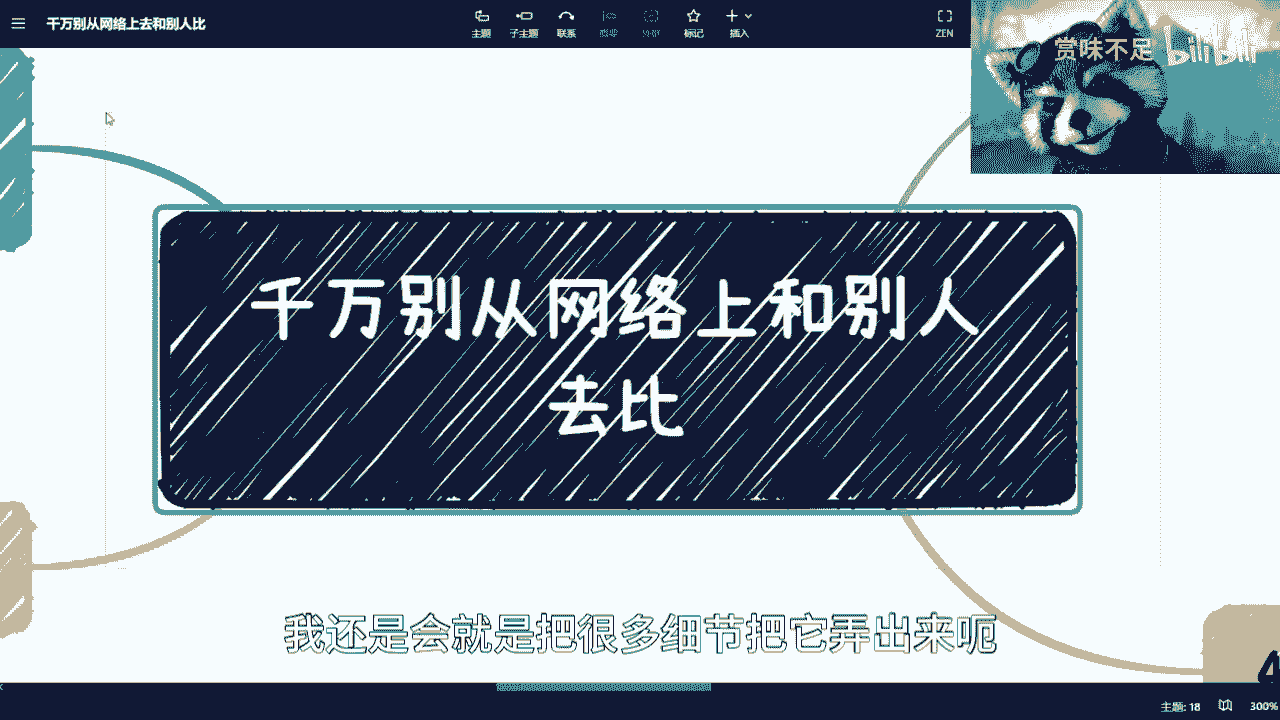 千万别从网络上去和别人比
主题
子主题
联系
标记
插入
ZEN
赏味不足 bilibili
千万别从网络上和别人
去比
我还是会就是把很多细节把它弄出来呃
4
主题: 18
300%